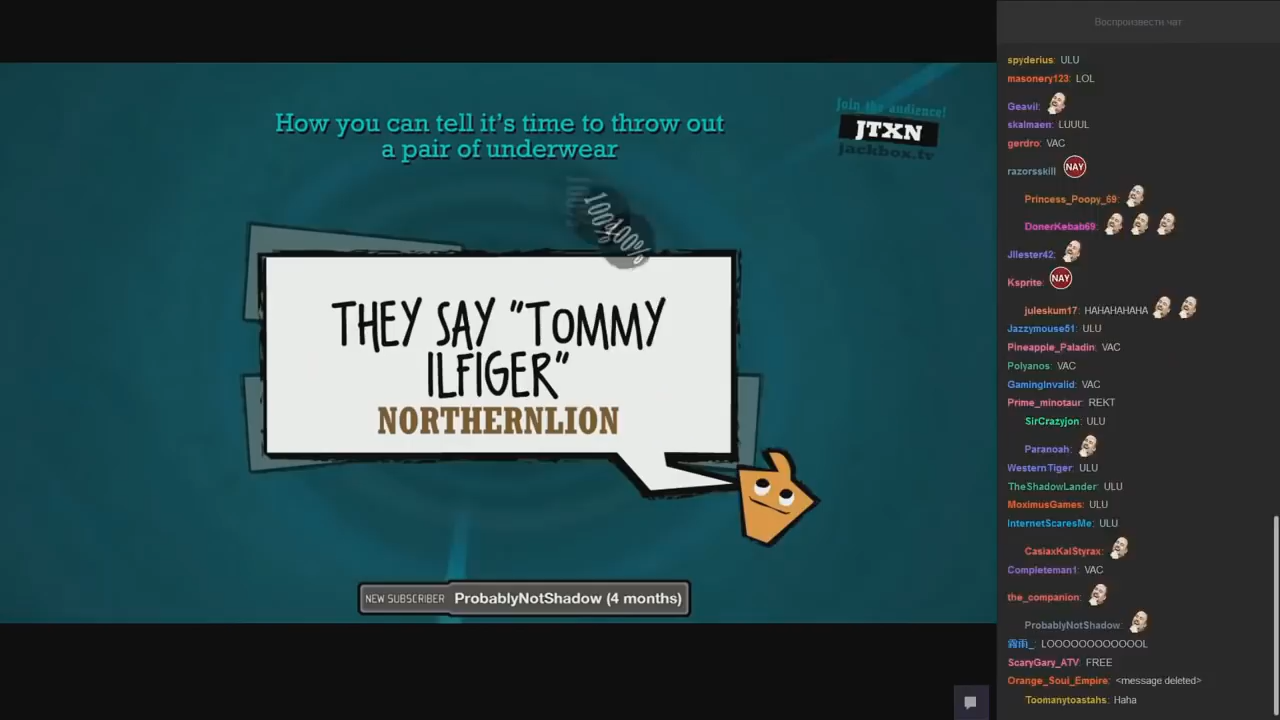 How you can tell it's time to throw out
a pair of underwear
Join the audience!
JTXN
jackbox.tv
100%
100%
THEY SAY "TOMMY
ILFIGER"
NORTHERNLION
NEW SUBSCRIBER ProbablyNotShadow (4 months)
Воспроизвести чат
spyderius: ULU
masonery123: LOL
Geavil:
skalmaen: LUUUL
gerdro: VAC
razorsskill NAY
Princess_Poopy_69:
DonerKebab69:
Jllester42:
Ksprite: NAY
juleskum17: HAHAHAHAHA
Jazzymouse51: ULU
Pineapple_Paladin: VAC
Polyanos: VAC
GamingInvalid: VAC
Prime_minotaur: REKT
SirCrazyjon: ULU
Paranoah:
WesternTiger: ULU
TheShadowLander: ULU
MoximusGames: ULU
InternetScaresMe: ULU
CasiaxKalStyrax:
Completeman1: VAC
the_companion:
ProbablyNotShadow:
霧雨_: LOOOOOOOOOOOOL
ScaryGary_ATV: FREE
Orange_Soul_Empire: <message deleted>
Toomanytoastahs: Haha